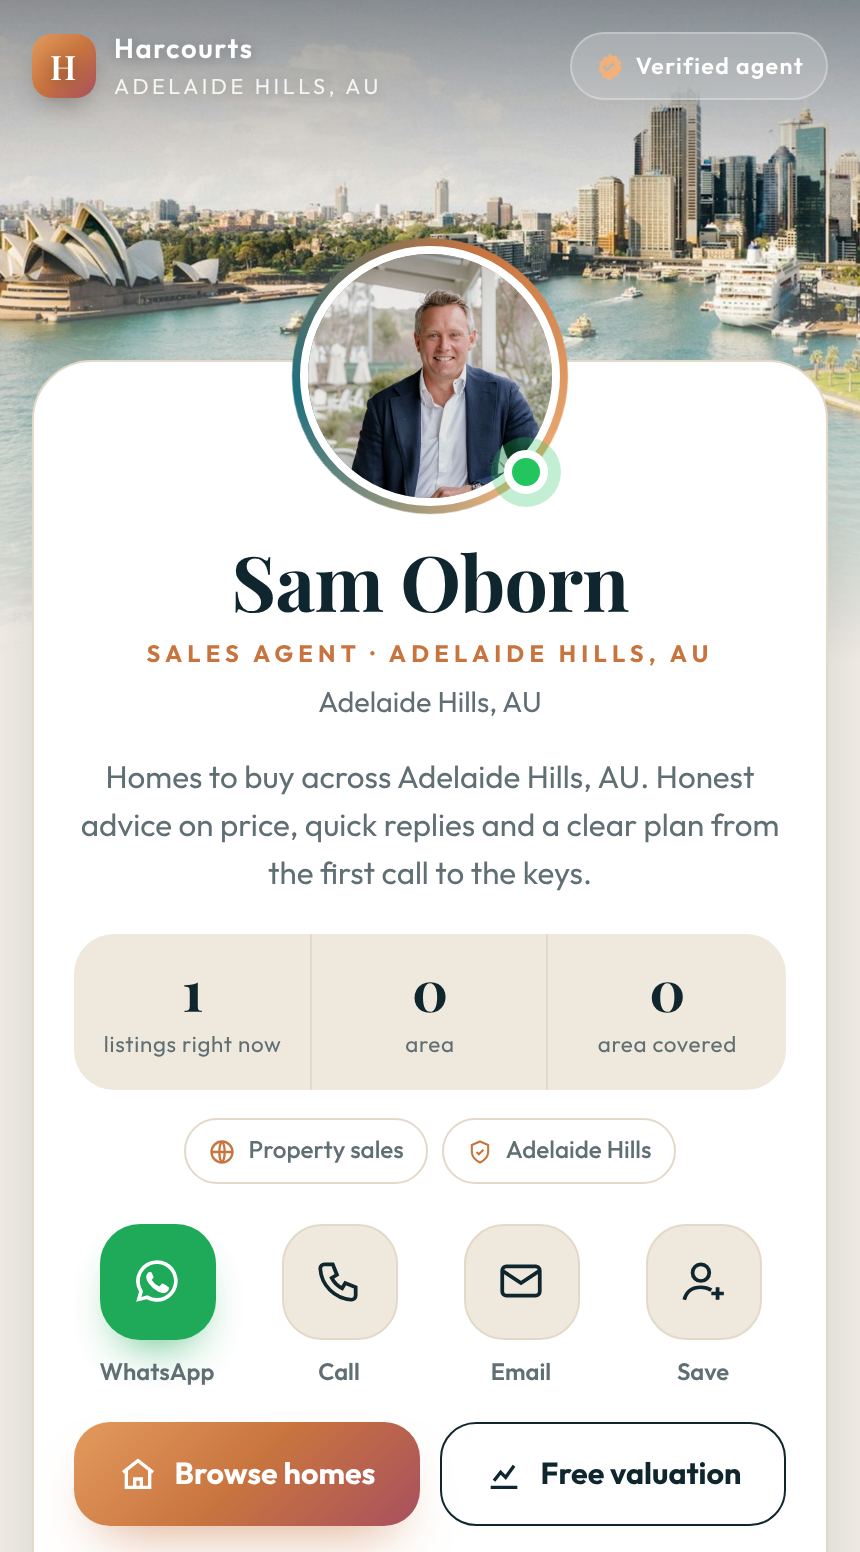 H
Harcourts
ADELAIDE HILLS, AU
Verified agent
Sam Oborn
SALES AGENT · ADELAIDE HILLS, AU
Adelaide Hills, AU
Homes to buy across Adelaide Hills, AU. Honest
advice on price, quick replies and a clear plan from
the first call to the keys.
1 0 0
listings right now area area covered
Property sales Adelaide Hills
WhatsApp Call Email Save
Browse homes Free valuation